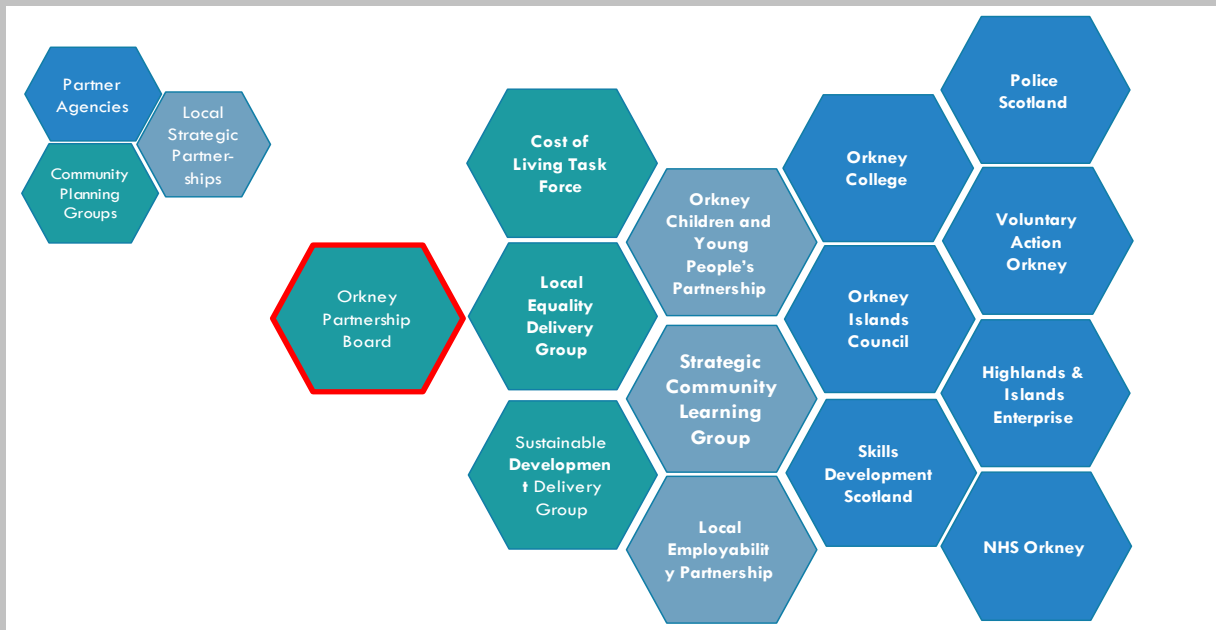 Partner
Agencies
Local
Strategic
Partner-
ships
Community
Planning
Groups
Orkney
Partnership
Board
Cost of
Living Task
Force
Local
Equality
Delivery
Group
Sustainable
Developmen
t Delivery
Group
Orkney
Children and
Young
People’s
Partnership
Strategic
Community
Learning
Group
Local
Employabilit
y Partnership
Orkney
College
Orkney
Islands
Council
Skills
Development
Scotland
Police
Scotland
Voluntary
Action
Orkney
Highlands &
Islands
Enterprise
NHS Orkney